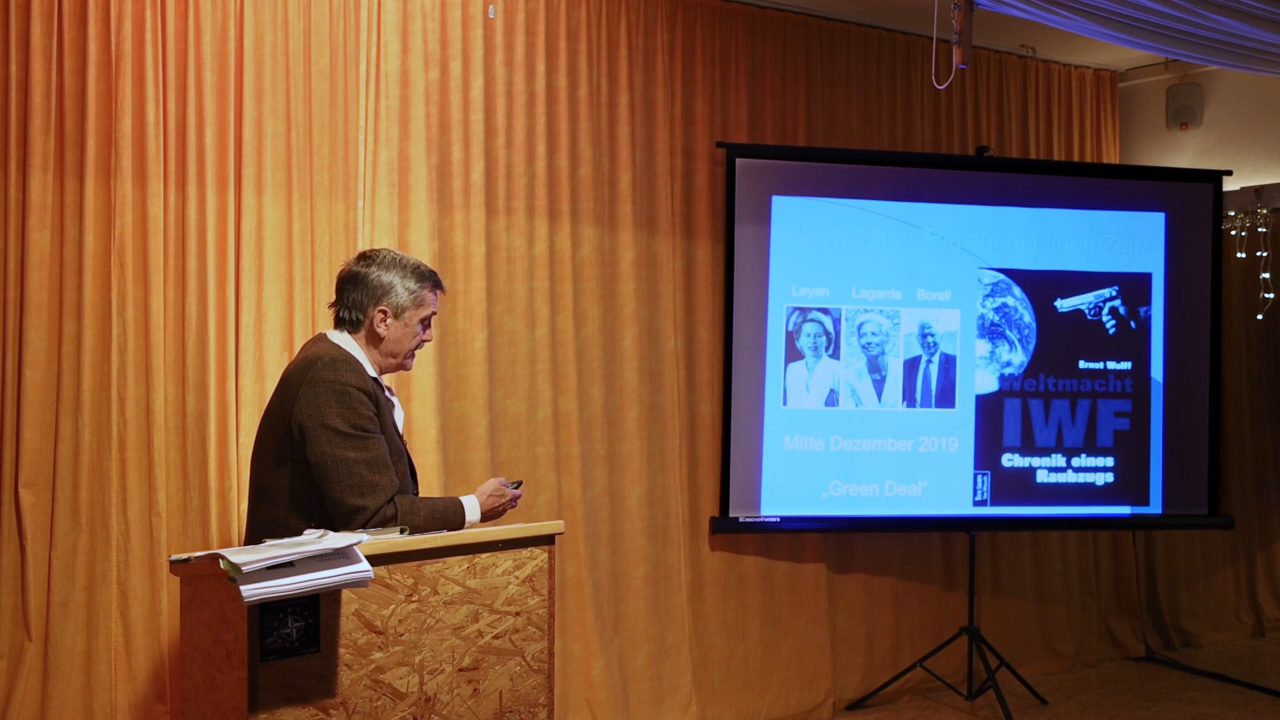 Leyen Lagarde Borell
Mitte Dezember 2019
„Green Deal“
Ernst Wolff
Weltmacht
IWF
Chronik eines
Raubzugs